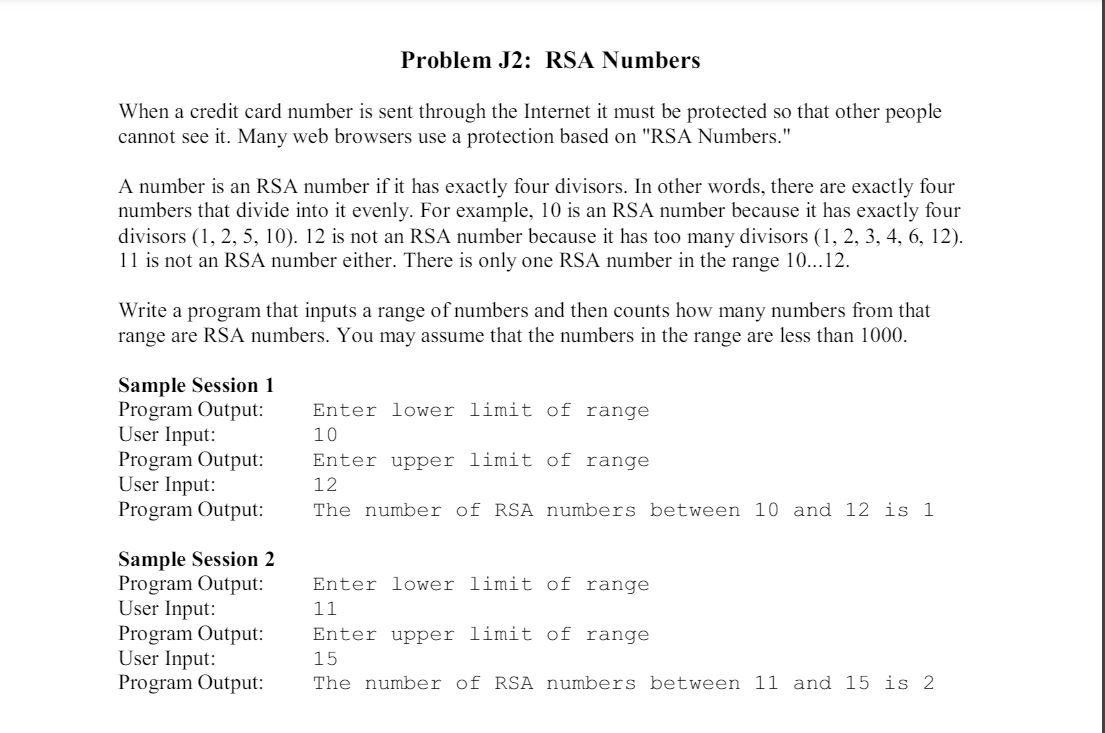 Problem J2: RSA Numbers
When a credit card number is sent through the Internet it must be protected so that other people
cannot see it. Many web browsers use a protection based on "RSA Numbers."
A number is an RSA number if it has exactly four divisors. In other words, there are exactly four
numbers that divide into it evenly. For example, 10 is an RSA number because it has exactly four
divisors (1, 2, 5, 10). 12 is not an RSA number because it has too many divisors (1, 2, 3, 4, 6, 12).
11 is not an RSA number either. There is only one RSA number in the range 10...12.
Write a program that inputs a range of numbers and then counts how many numbers from that
range are RSA numbers. You may assume that the numbers in the range are less than 1000.
Sample Session 1
Program Output: Enter lower limit of range
User Input: 10
Program Output: Enter upper limit of range
User Input: 12
Program Output: The number of RSA numbers between 10 and 12 is 1
Sample Session 2
Program Output: Enter lower limit of range
User Input: 11
Program Output: Enter upper limit of range
User Input: 15
Program Output: The number of RSA numbers between 11 and 15 is 2